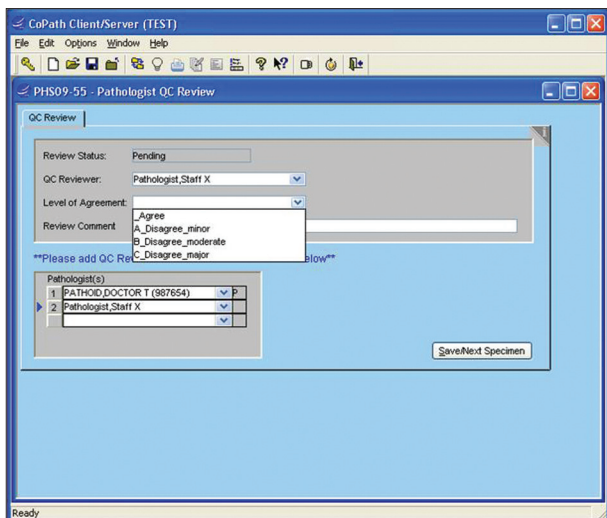 CoPath Client/Server (TEST)
File Edit Options Window Help
PHS09-55 - Pathologist QC Review
QC Review
Review Status: Pending
QC Reviewer: Pathologist,Staff X
Level of Agreement:
_Agree
A_Disagree_minor
Review Comment
B_Disagree_moderate
C_Disagree_major
**Please add QC Re elow**
Pathologist(s)
1 PATHOID,DOCTOR T (987654) P
2 Pathologist,Staff X
Save/Next Specimen
Ready